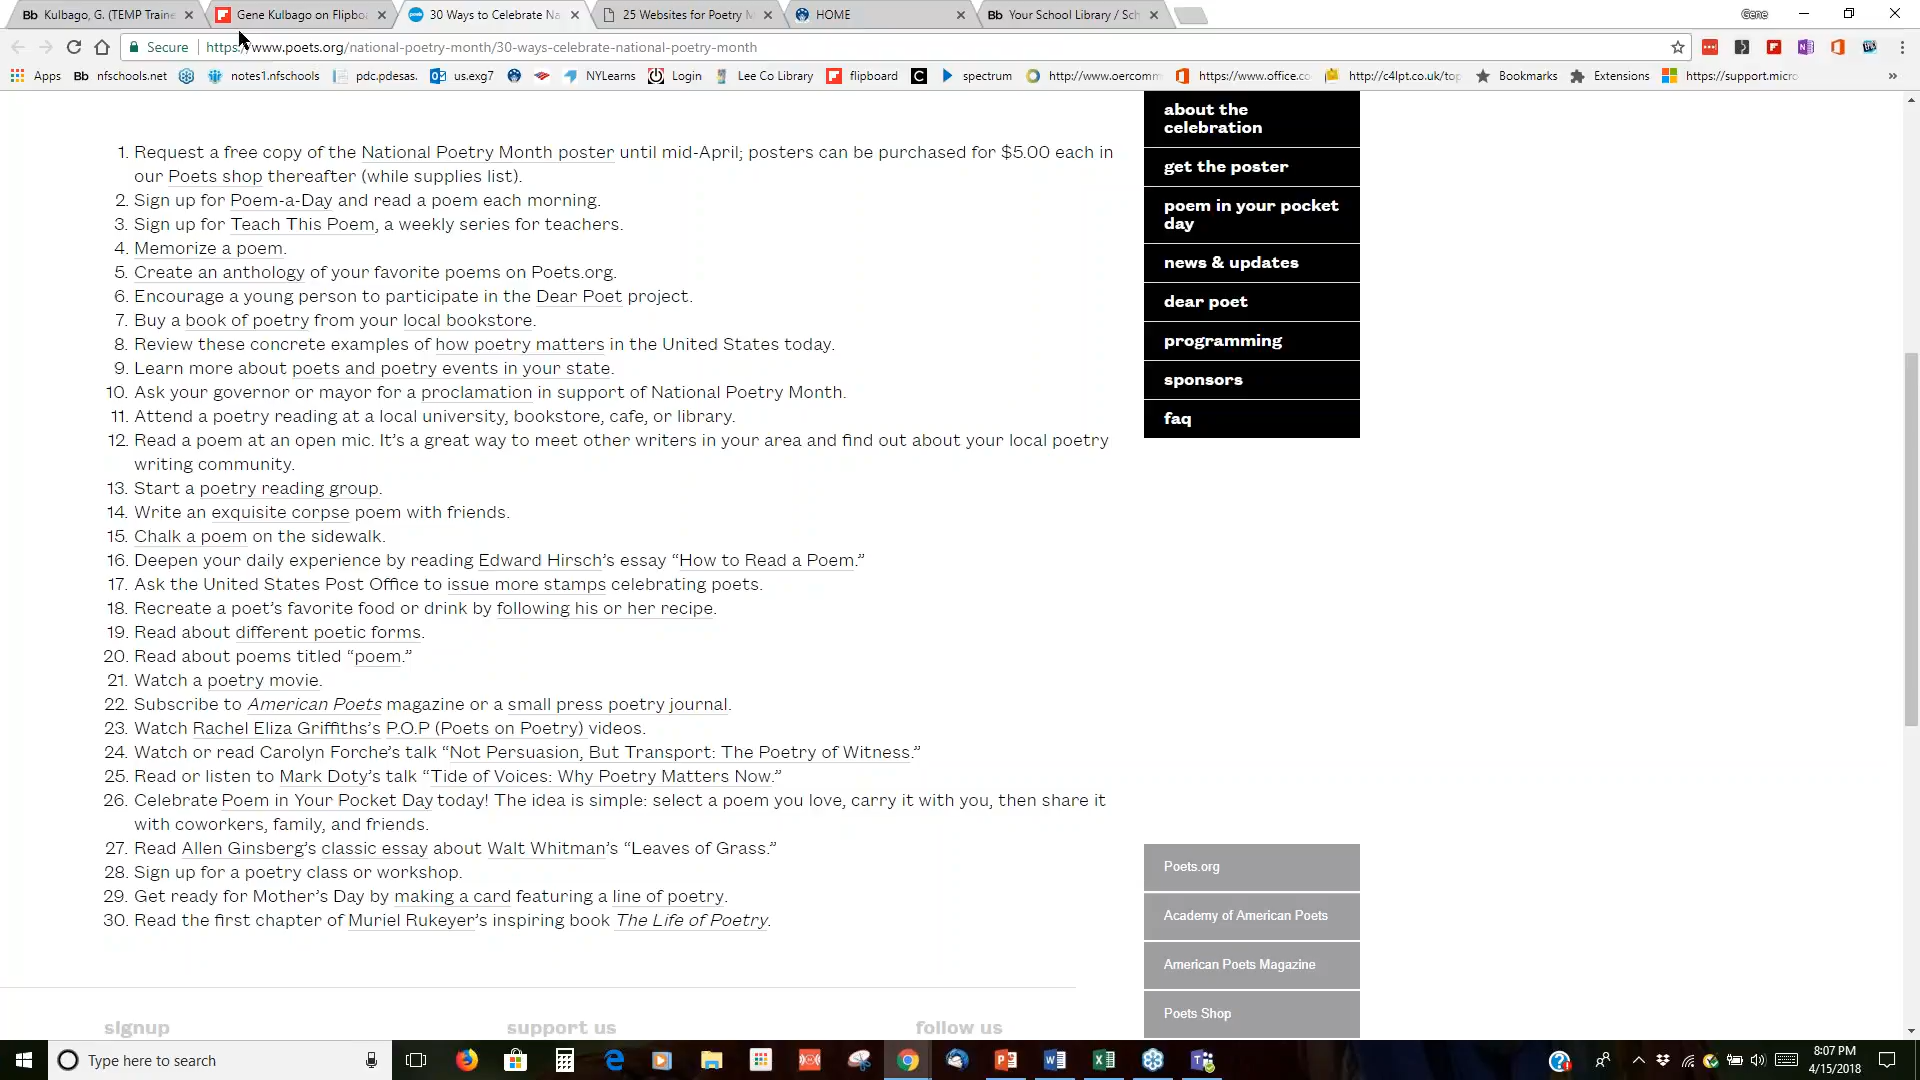 Kulbago, G. (TEMP Traine
Gene Kulbago on Flipbo
30 Ways to Celebrate Na
25 Websites for Poetry M
HOME
Your School Library / Sch
Gene
Secure
https://www.poets.org/national-poetry-month/30-ways-celebrate-national-poetry-month
Apps
nfschools.net
notes1.nfschools
pdc.pdesas.
us.exg7
NYLearns
Login
Lee Co Library
flipboard
spectrum
http://www.oercomm
https://www.office.co
http://c4lpt.co.uk/top
Bookmarks
Extensions
https://support.micro
1. Request a free copy of the National Poetry Month poster until mid-April; posters can be purchased for $5.00 each in
our Poets shop thereafter (while supplies list).
2. Sign up for Poem-a-Day and read a poem each morning.
3. Sign up for Teach This Poem, a weekly series for teachers.
4. Memorize a poem.
5. Create an anthology of your favorite poems on Poets.org.
6. Encourage a young person to participate in the Dear Poet project.
7. Buy a book of poetry from your local bookstore.
8. Review these concrete examples of how poetry matters in the United States today.
9. Learn more about poets and poetry events in your state.
10. Ask your governor or mayor for a proclamation in support of National Poetry Month.
11. Attend a poetry reading at a local university, bookstore, cafe, or library.
12. Read a poem at an open mic. It’s a great way to meet other writers in your area and find out about your local poetry
writing community.
13. Start a poetry reading group.
14. Write an exquisite corpse poem with friends.
15. Chalk a poem on the sidewalk.
16. Deepen your daily experience by reading Edward Hirsch’s essay “How to Read a Poem.”
17. Ask the United States Post Office to issue more stamps celebrating poets.
18. Recreate a poet’s favorite food or drink by following his or her recipe.
19. Read about different poetic forms.
20. Read about poems titled “poem.”
21. Watch a poetry movie.
22. Subscribe to American Poets magazine or a small press poetry journal.
23. Watch Rachel Eliza Griffiths’s P.O.P (Poets on Poetry) videos.
24. Watch or read Carolyn Forche’s talk “Not Persuasion, But Transport: The Poetry of Witness.”
25. Read or listen to Mark Doty’s talk “Tide of Voices: Why Poetry Matters Now.”
26. Celebrate Poem in Your Pocket Day today! The idea is simple: select a poem you love, carry it with you, then share it
with coworkers, family, and friends.
27. Read Allen Ginsberg’s classic essay about Walt Whitman’s “Leaves of Grass.”
28. Sign up for a poetry class or workshop.
29. Get ready for Mother’s Day by making a card featuring a line of poetry.
30. Read the first chapter of Muriel Rukeyer’s inspiring book The Life of Poetry.
about the
celebration
get the poster
poem in your pocket
day
news & updates
dear poet
programming
sponsors
faq
Poets.org
Academy of American Poets
American Poets Magazine
Poets Shop
signup
support us
follow us
Type here to search
8:07 PM
4/15/2018